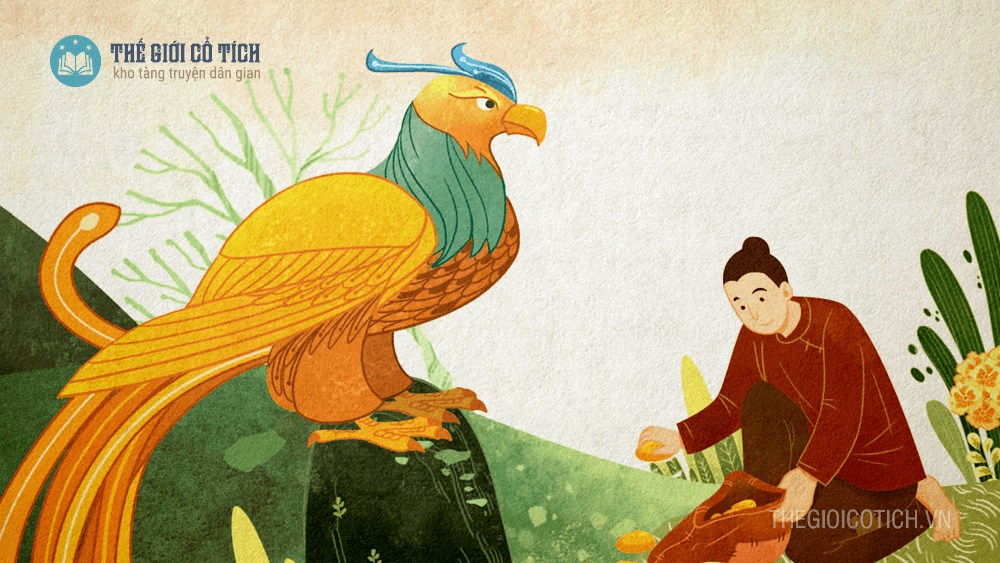 THẾ GIỚI CỔ TÍCH
kho tàng truyện dân gian
THEGIOICOTICH.VN